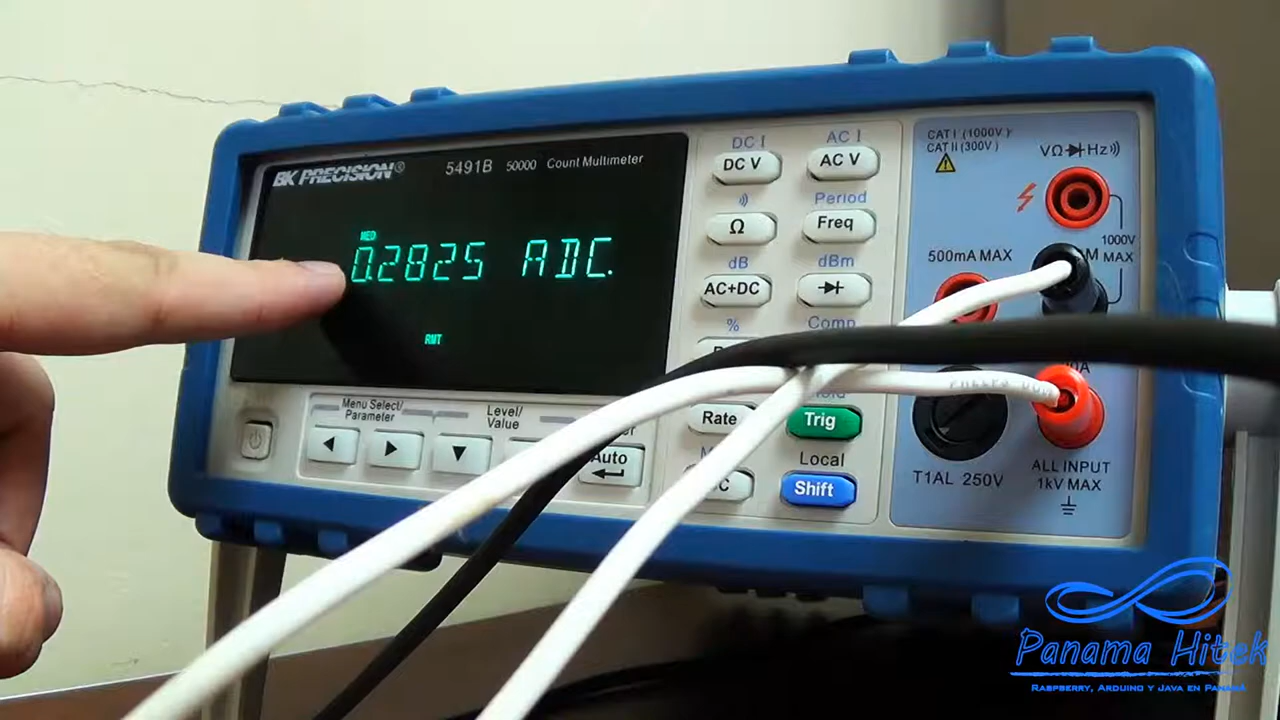 BK PRECISION®
5491B 50000 Count Multimeter
MED
0.2825 ADC.
RMT
Menu Select/
Parameter
Level/
Value
Auto
DC I
AC I
DC V
AC V
Period
Ω
Freq
dB
dBm
AC+DC
%
Comp
Rate
Trig
Local
Shift
CAT I (1000V)
CAT II (300V)
VΩ Hz
1000V
MAX
500mA MAX
T1AL 250V
ALL INPUT
1kV MAX
Panama Hitek
Raspberry, Arduino y Java en Panamá